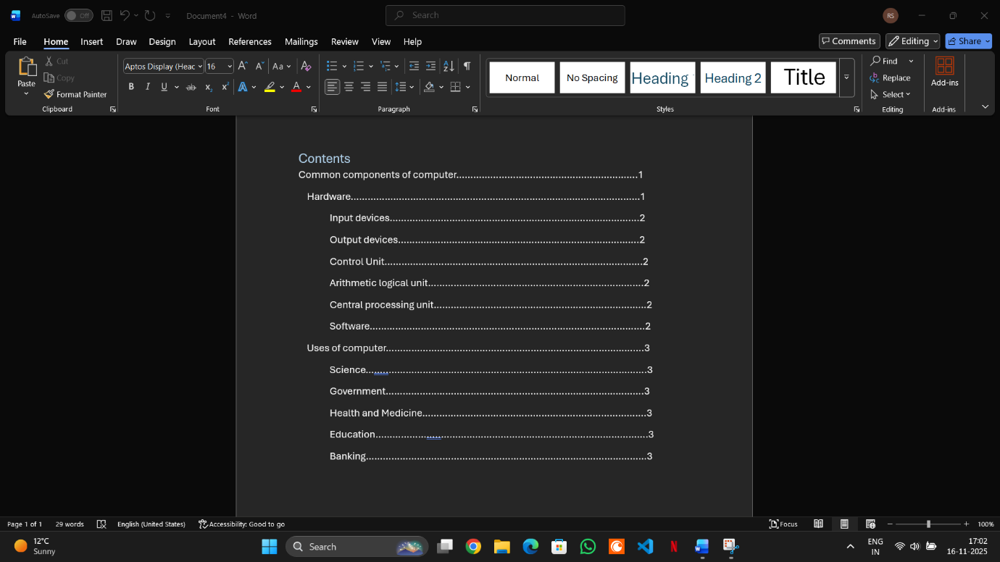 AutoSave Off Document4 - Word Search RS
File Home Insert Draw Design Layout References Mailings Review View Help Comments Editing Share
Paste Cut Copy Format Painter Clipboard
Aptos Display (Heac 16 Aa Font
Paragraph
Normal No Spacing Heading Heading 2 Title Styles
Find Replace Select Editing
Add-ins Add-ins
Contents
Common components of computer................................................................1
Hardware......................................................................................................1
Input devices........................................................................................2
Output devices.....................................................................................2
Control Unit...........................................................................................2
Arithmetic logical unit............................................................................2
Central processing unit...........................................................................2
Software.................................................................................................2
Uses of computer...........................................................................................3
Science...................................................................................................3
Government...........................................................................................3
Health and Medicine...............................................................................3
Education................................................................................................3
Banking...................................................................................................3
Page 1 of 1 29 words English (United States) Accessibility: Good to go Focus 100%
12°C
Sunny
Search
ENG
IN
17:02
16-11-2025